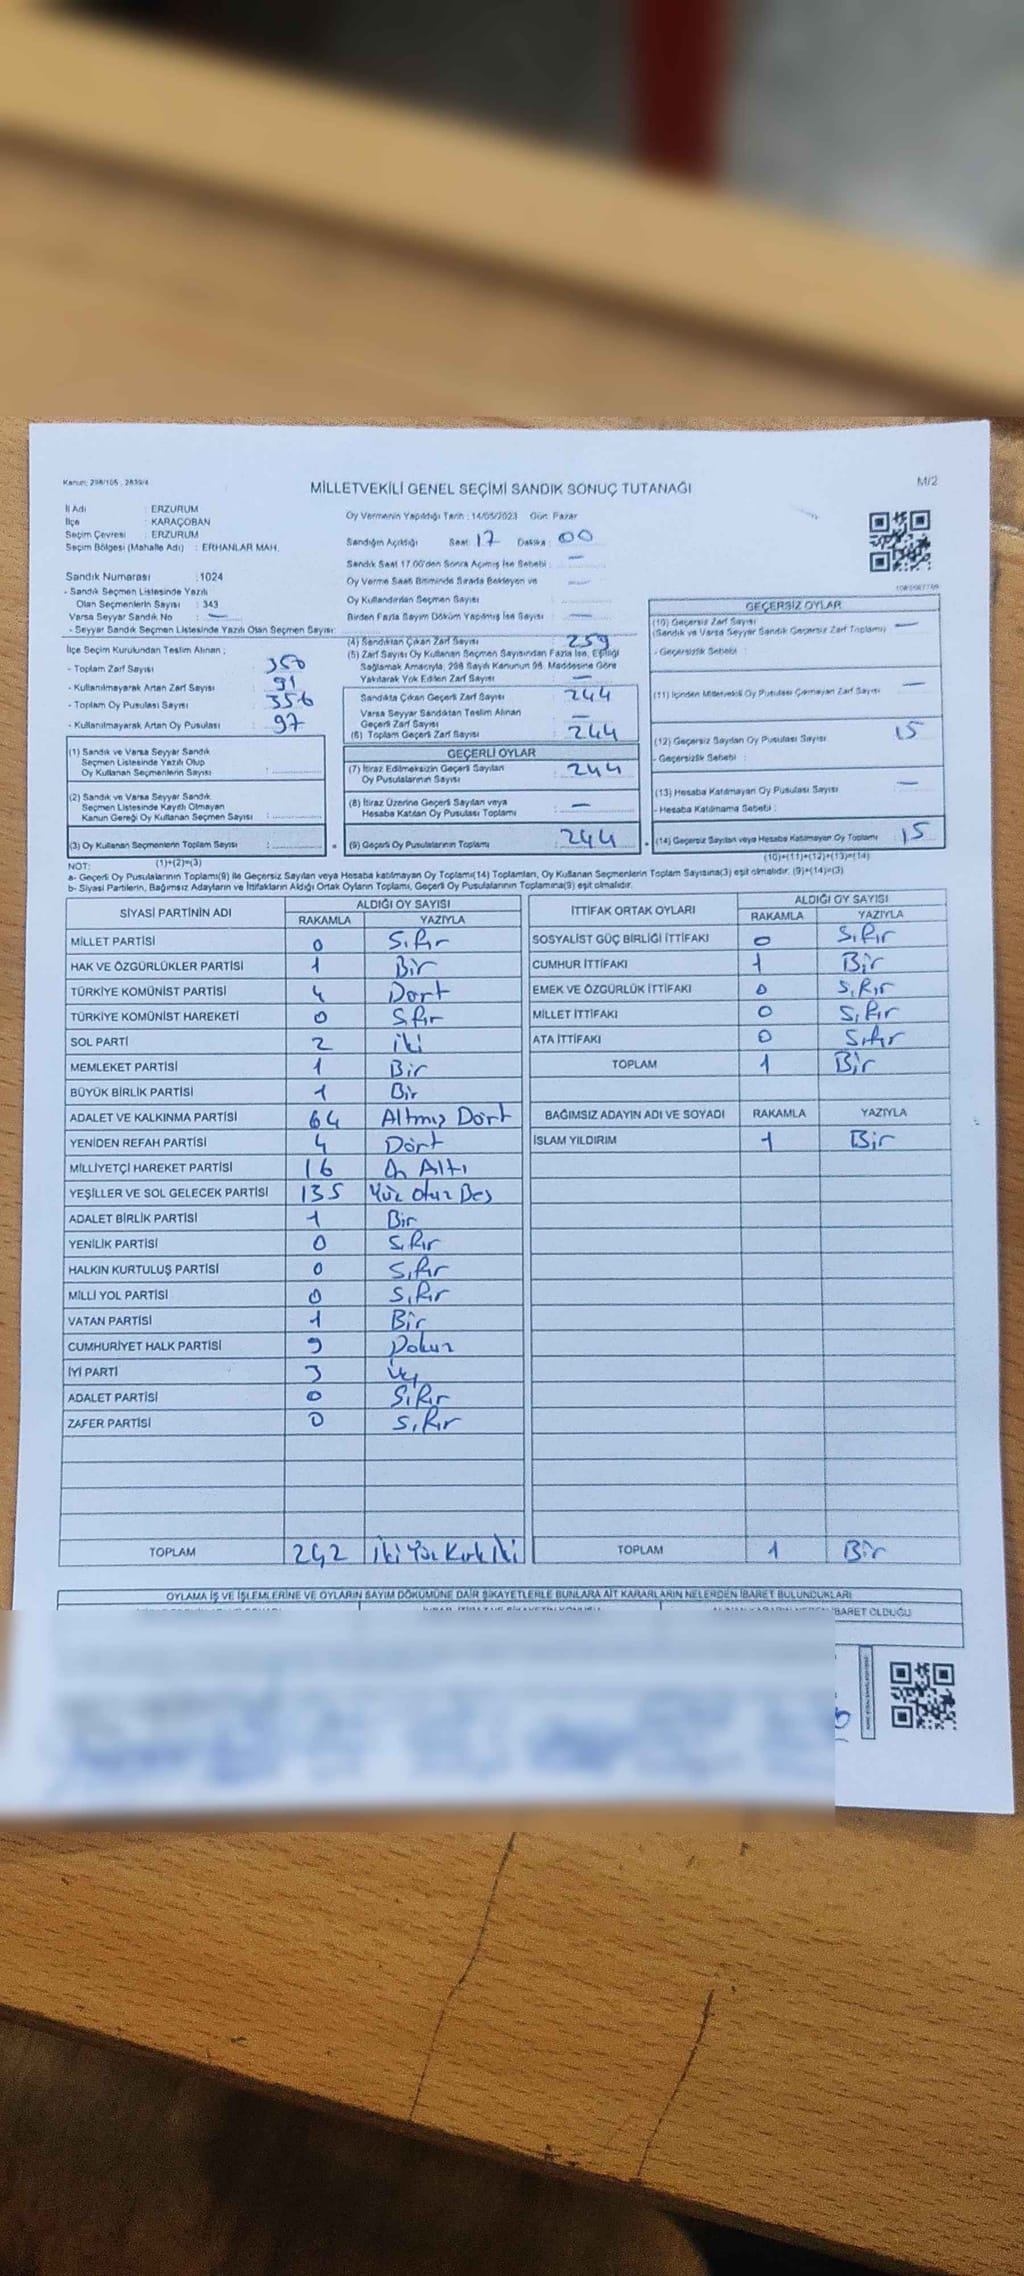 Kanun: 298/105 , 2839/4
MİLLETVEKİLİ GENEL SEÇİMİ SANDIK SONUÇ TUTANAĞI
M/2
İl Adı : ERZURUM
İlçe : KARAÇOBAN
Seçim Çevresi : ERZURUM
Seçim Bölgesi (Mahalle Adı) : ERHANLAR MAH.
Sandık Numarası :1024
- Sandık Seçmen Listesinde Yazılı
Olan Seçmenlerin Sayısı : 343
Varsa Seyyar Sandık No : —
- Seyyar Sandık Seçmen Listesinde Yazılı Olan Seçmen Sayısı:
İlçe Seçim Kurulundan Teslim Alınan ;
- Toplam Zarf Sayısı : 350
- Kullanılmayarak Artan Zarf Sayısı : 91
- Toplam Oy Pusulası Sayısı : 356
- Kullanılmayarak Artan Oy Pusulası : 97
(1) Sandık ve Varsa Seyyar Sandık
Seçmen Listesinde Yazılı Olup
Oy Kullanan Seçmenlerin Sayısı :
(2) Sandık ve Varsa Seyyar Sandık
Seçmen Listesinde Kayıtlı Olmayan
Kanun Gereği Oy Kullanan Seçmen Sayısı :
(3) Oy Kullanan Seçmenlerin Toplam Sayısı :
Oy Vermenin Yapıldığı Tarih : 14/05/2023 Gün: Pazar
Sandığın Açıldığı Saat : 17 Dakika : 00
Sandık Saat 17.00'den Sonra Açılmış İse Sebebi : —
Oy Verme Saati Bitiminde Sırada Bekleyen ve —
Oy Kullandırılan Seçmen Sayısı :
Birden Fazla Sayım Döküm Yapılmış İse Sayısı : —
(4) Sandıktan Çıkan Zarf Sayısı : 259
(5) Zarf Sayısı Oy Kullanan Seçmen Sayısından Fazla İse, Eşitliği
Sağlamak Amacıyla, 298 Sayılı Kanunun 98. Maddesine Göre
Yakılarak Yok Edilen Zarf Sayısı : —
Sandıkta Çıkan Geçerli Zarf Sayısı : 244
Varsa Seyyar Sandıktan Teslim Alınan
Geçerli Zarf Sayısı : —
(6) Toplam Geçerli Zarf Sayısı : 244
GEÇERLİ OYLAR
(7) İtiraz Edilmeksizin Geçerli Sayılan
Oy Pusulalarının Sayısı : 244
(8) İtiraz Üzerine Geçerli Sayılan veya
Hesaba Katılan Oy Pusulası Toplamı : —
(9) Geçerli Oy Pusulalarının Toplamı : 244
GEÇERSİZ OYLAR
(10) Geçersiz Zarf Sayısı
(Sandık ve Varsa Seyyar Sandık Geçersiz Zarf Toplamı) : —
- Geçersizlik Sebebi :
(11) İçinden Milletvekili Oy Pusulası Çıkmayan Zarf Sayısı : —
(12) Geçersiz Sayılan Oy Pusulası Sayısı : 15
- Geçersizlik Sebebi :
(13) Hesaba Katılmayan Oy Pusulası Sayısı : —
- Hesaba Katılmama Sebebi :
(14) Geçersiz Sayılan veya Hesaba Katılmayan Oy Toplamı : 15
NOT: (1)+(2)=(3)
(10)+(11)+(12)+(13)=(14)
a- Geçerli Oy Pusulalarının Toplamı(9) ile Geçersiz Sayılan veya Hesaba katılmayan Oy Toplamı(14) Toplamları, Oy Kullanan Seçmenlerin Toplam Sayısına(3) eşit olmalıdır. (9)+(14)=(3)
b- Siyasi Partilerin, Bağımsız Adayların ve İttifakların Aldığı Ortak Oyların Toplamı, Geçerli Oy Pusulalarının Toplamına(9) eşit olmalıdır.
SİYASİ PARTİNİN ADI ALDIĞI OY SAYISI
RAKAMLA YAZIYLA
MİLLET PARTİSİ 0 Sıfır
HAK VE ÖZGÜRLÜKLER PARTİSİ 1 Bir
TÜRKİYE KOMÜNİST PARTİSİ 4 Dört
TÜRKİYE KOMÜNİST HAREKETİ 0 Sıfır
SOL PARTİ 2 iki
MEMLEKET PARTİSİ 1 Bir
BÜYÜK BİRLİK PARTİSİ 1 Bir
ADALET VE KALKINMA PARTİSİ 64 Altmış Dört
YENİDEN REFAH PARTİSİ 4 Dört
MİLLİYETÇİ HAREKET PARTİSİ 16 On Altı
YEŞİLLER VE SOL GELECEK PARTİSİ 135 Yüz Otuz Beş
ADALET BİRLİK PARTİSİ 1 Bir
YENİLİK PARTİSİ 0 Sıfır
HALKIN KURTULUŞ PARTİSİ 0 Sıfır
MİLLİ YOL PARTİSİ 0 Sıfır
VATAN PARTİSİ 1 Bir
CUMHURİYET HALK PARTİSİ 9 Dokuz
İYİ PARTİ 3 Üç
ADALET PARTİSİ 0 Sıfır
ZAFER PARTİSİ 0 Sıfır
TOPLAM 242 İki Yüz Kırk İki
İTTİFAK ORTAK OYLARI ALDIĞI OY SAYISI
RAKAMLA YAZIYLA
SOSYALİST GÜÇ BİRLİĞİ İTTİFAKI 0 Sıfır
CUMHUR İTTİFAKI 1 Bir
EMEK VE ÖZGÜRLÜK İTTİFAKI 0 Sıfır
MİLLET İTTİFAKI 0 Sıfır
ATA İTTİFAKI 0 Sıfır
TOPLAM 1 Bir
BAĞIMSIZ ADAYIN ADI VE SOYADI RAKAMLA YAZIYLA
İSLAM YILDIRIM 1 Bir
TOPLAM 1 Bir
OYLAMA İŞ VE İŞLEMLERİNE VE OYLARIN SAYIM DÖKÜMÜNE DAİR ŞİKAYETLERLE BUNLARA AİT KARARLARIN NELERDEN İBARET BULUNDUKLARI
İBARET OLDUĞU